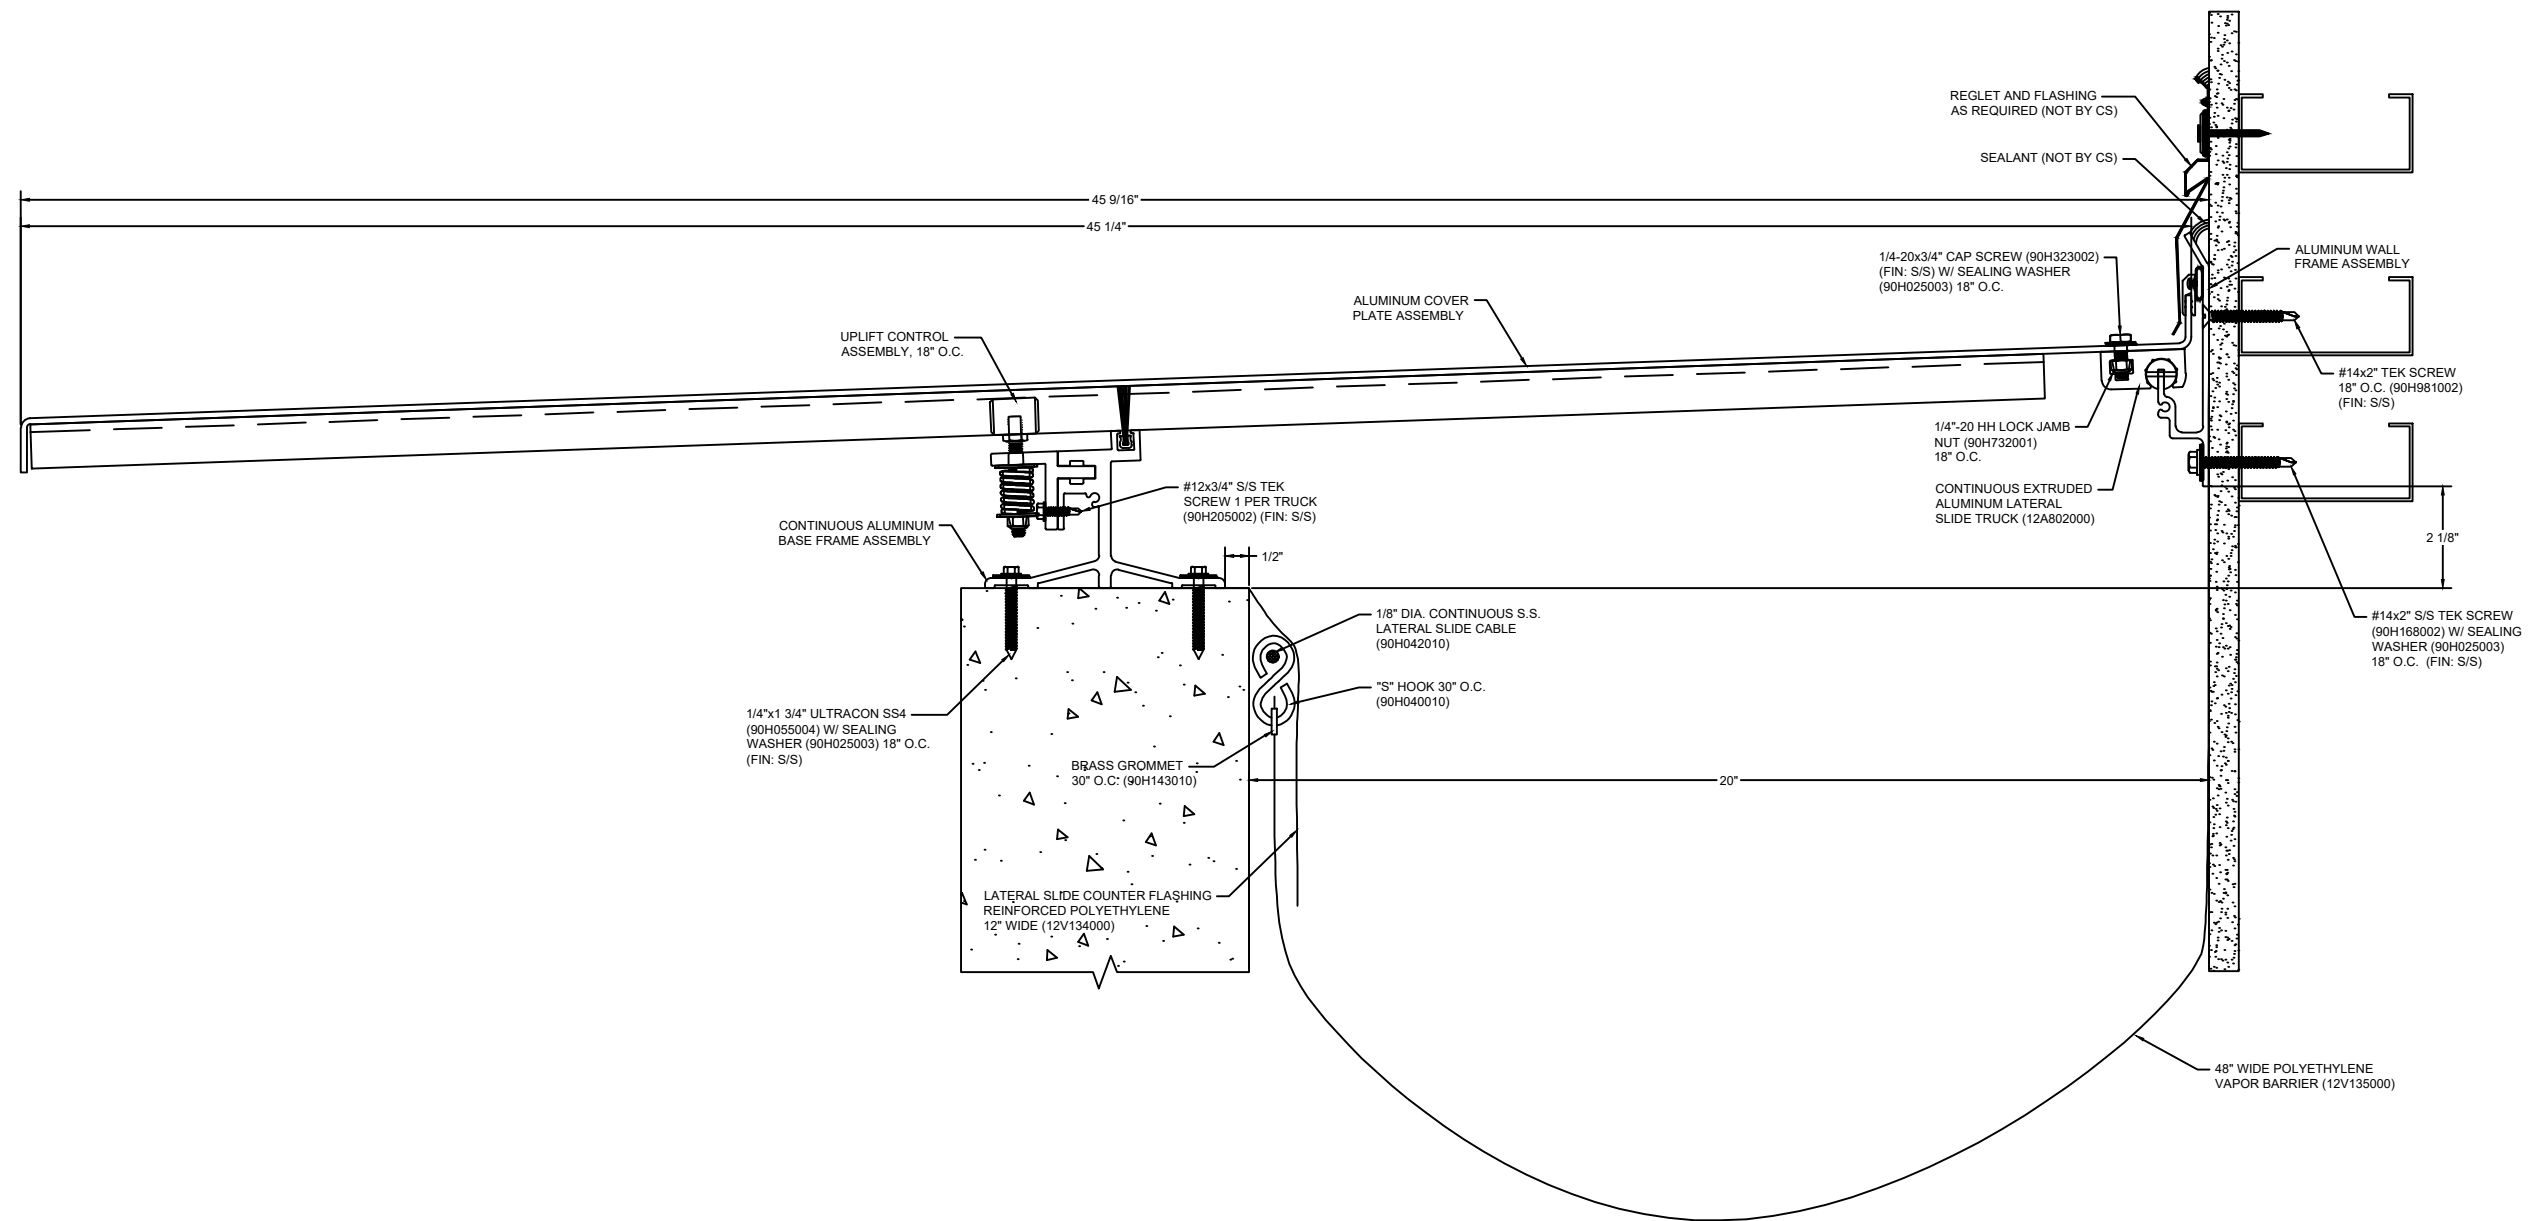 REGLET AND FLASHING
AS REQUIRED (NOT BY CS)
SEALANT (NOT BY CS)
45 9/16"
45 1/4"
1/4-20x3/4" CAP SCREW (90H323002)
(FIN: S/S) W/ SEALING WASHER
(90H025003) 18" O.C.
ALUMINUM WALL
FRAME ASSEMBLY
ALUMINUM COVER
PLATE ASSEMBLY
UPLIFT CONTROL
ASSEMBLY, 18" O.C.
#14x2" TEK SCREW
18" O.C. (90H981002)
(FIN: S/S)
1/4"-20 HH LOCK JAMB
NUT (90H732001)
18" O.C.
#12x3/4" S/S TEK
SCREW 1 PER TRUCK
(90H205002) (FIN: S/S)
CONTINUOUS EXTRUDED
ALUMINUM LATERAL
SLIDE TRUCK (12A802000)
CONTINUOUS ALUMINUM
BASE FRAME ASSEMBLY
2 1/8"
1/2"
1/8" DIA. CONTINUOUS S.S.
LATERAL SLIDE CABLE
(90H042010)
#14x2" S/S TEK SCREW
(90H168002) W/ SEALING
WASHER (90H025003)
18" O.C. (FIN: S/S)
"S" HOOK 30" O.C.
(90H040010)
1/4"x1 3/4" ULTRACON SS4
(90H055004) W/ SEALING
WASHER (90H025003) 18" O.C.
(FIN: S/S)
BRASS GROMMET
30" O.C. (90H143010)
20"
LATERAL SLIDE COUNTER FLASHING
REINFORCED POLYETHYLENE
12" WIDE (12V134000)
48" WIDE POLYETHYLENE
VAPOR BARRIER (12V135000)